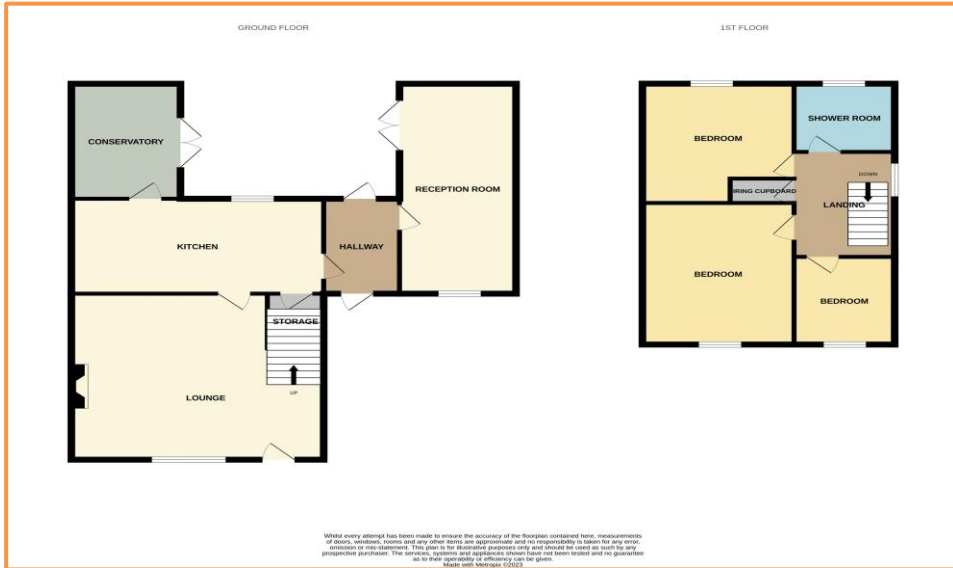 GROUND FLOOR
1ST FLOOR
CONSERVATORY
KITCHEN
HALLWAY
RECEPTION ROOM
STORAGE
UP
LOUNGE
BEDROOM
SHOWER ROOM
IRING CUPBOARD
DOWN
LANDING
BEDROOM
BEDROOM
Whilst every attempt has been made to ensure the accuracy of the floorplan contained here, measurements
of doors, windows, rooms and any other items are approximate and no responsibility is taken for any error,
omission or mis-statement. This plan is for illustrative purposes only and should be used as such by any
prospective purchaser. The services, systems and appliances shown have not been tested and no guarantee
as to their operability or efficiency can be given.
Made with Metropix ©2023